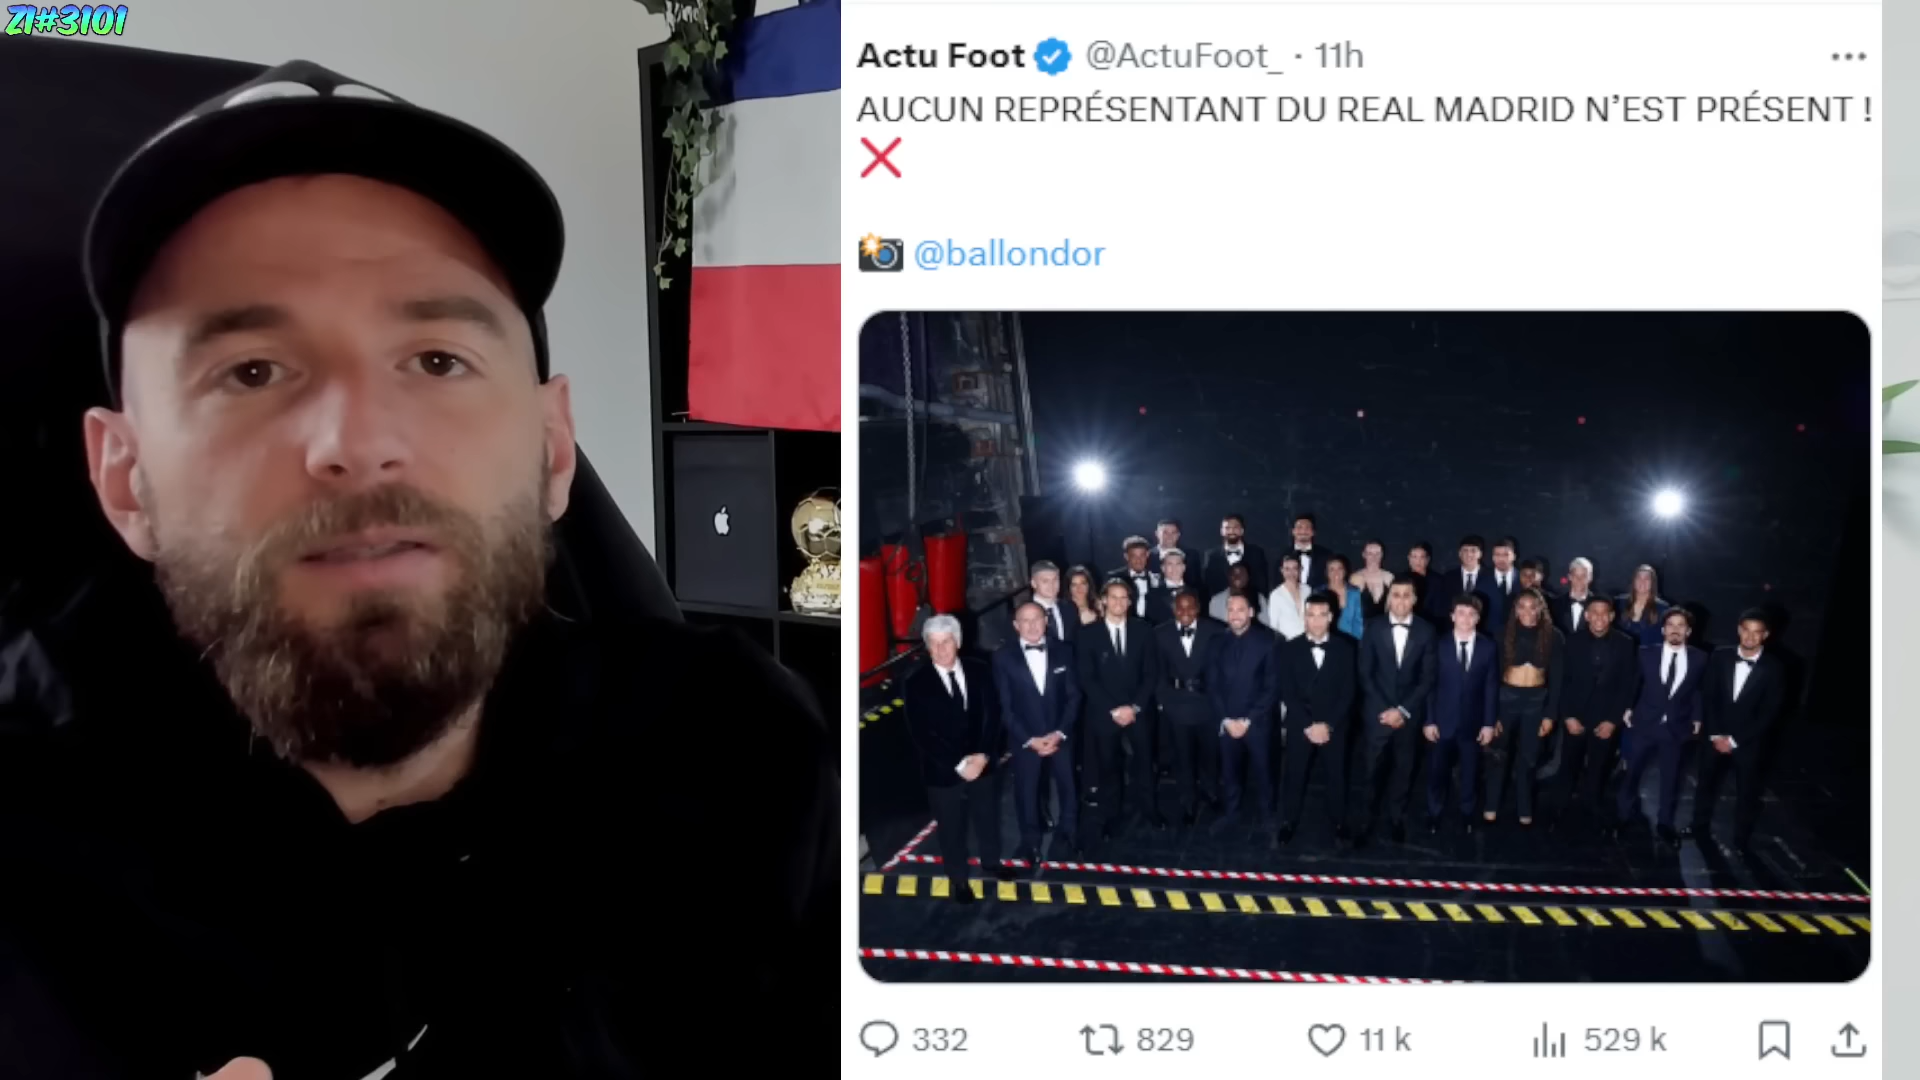 ZI#3101
Actu Foot @ActuFoot_ · 11h
AUCUN REPRÉSENTANT DU REAL MADRID N’EST PRÉSENT !
@ballondor
332 829 11 k 529 k